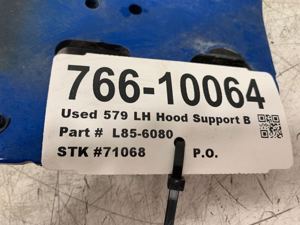 766-10064
Used 579 LH Hood Support B
Part # L85-6080
STK #71068 P.O.